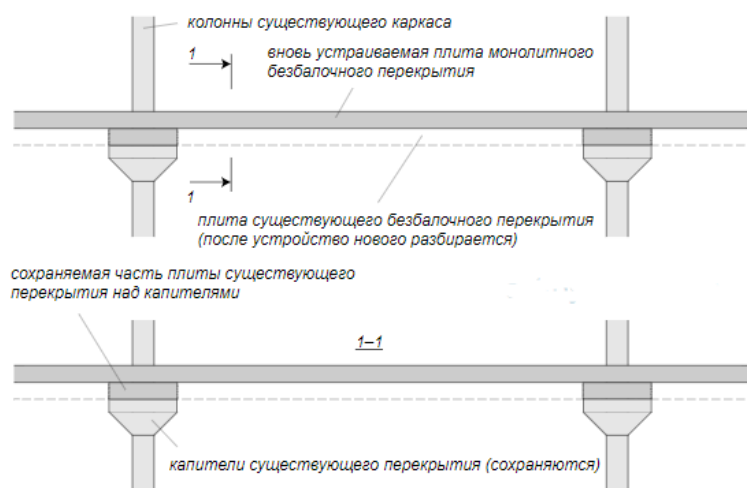 колонны существующего каркаса
1
вновь устраиваемая плита монолитного
безбалочного перекрытия
1
плита существующего безбалочного перекрытия
(после устройство нового разбирается)
сохраняемая часть плиты существующего
перекрытия над капителями
1–1
капители существующего перекрытия (сохраняются)